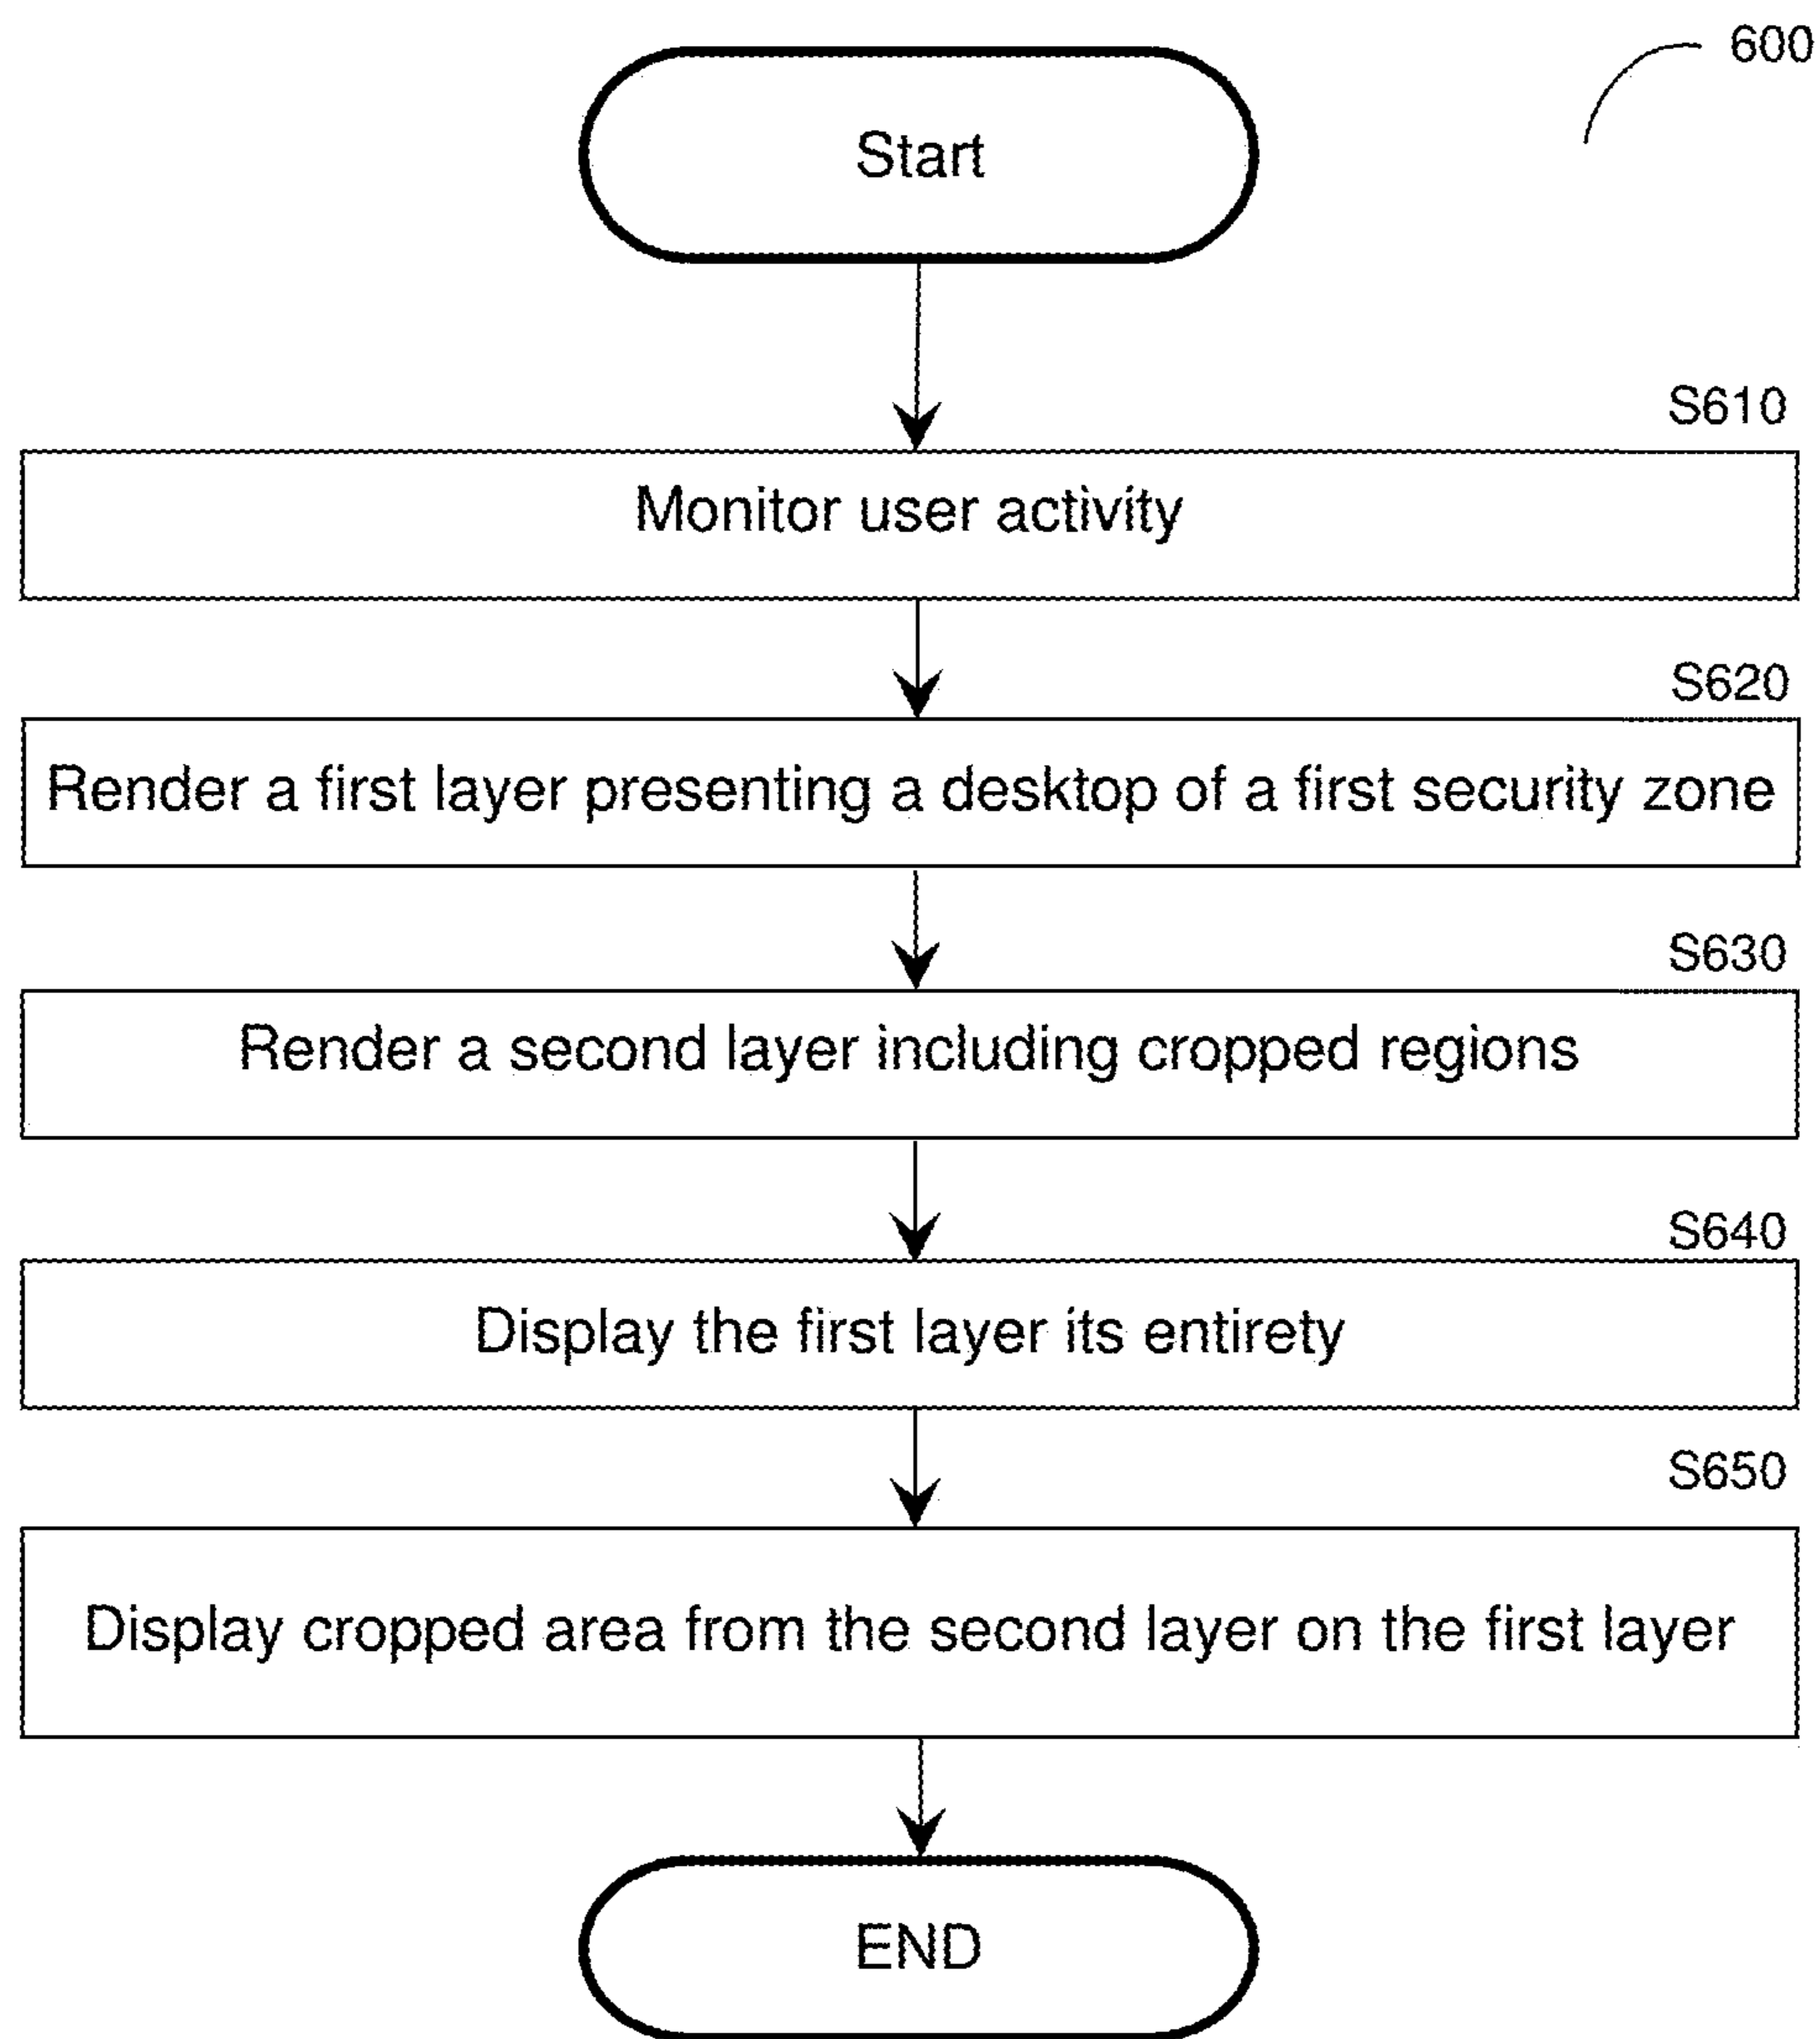 600
Start
S610
Monitor user activity
S620
Render a first layer presenting a desktop of a first security zone
S630
Render a second layer including cropped regions
S640
Display the first layer its entirety
S650
Display cropped area from the second layer on the first layer
END